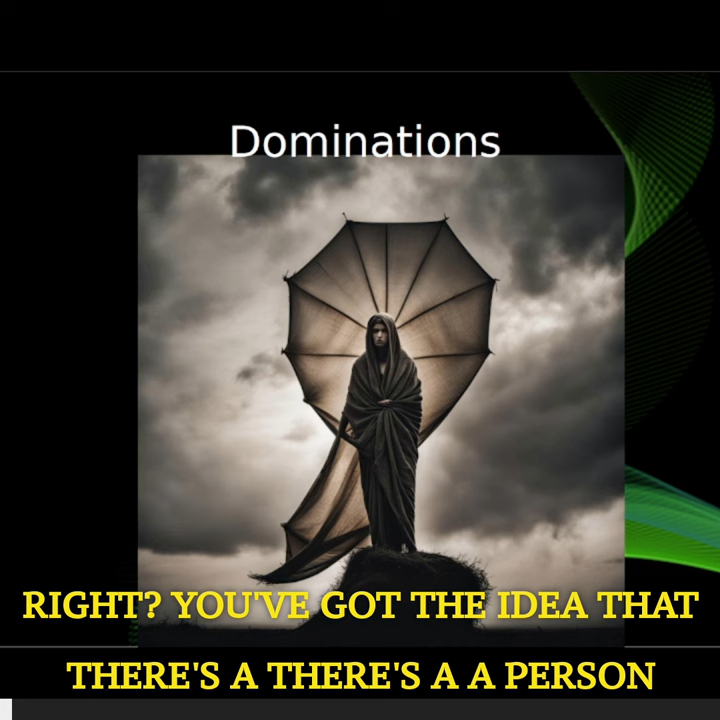 Dominations
RIGHT? YOU'VE GOT THE IDEA THAT
THERE'S A THERE'S A A PERSON